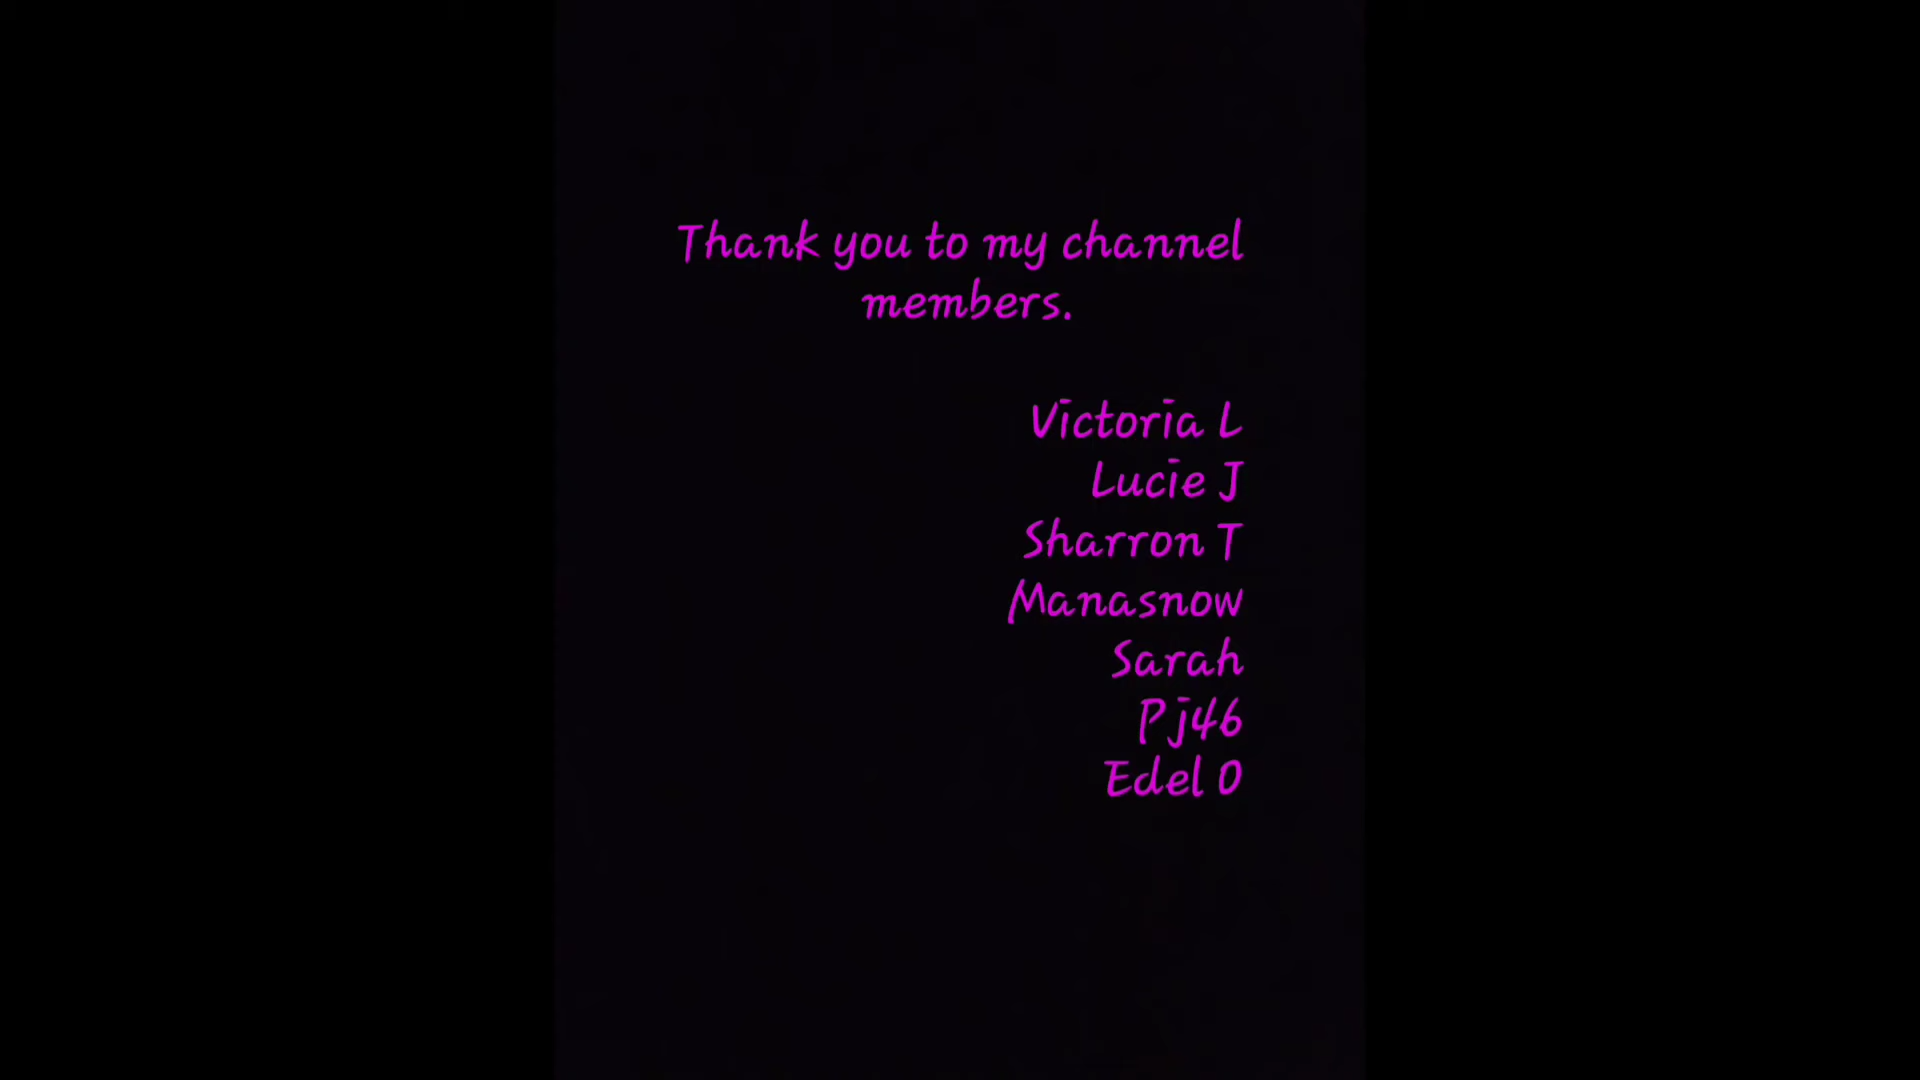 Thank you to my channel
members.
Victoria L
Lucie J
Sharron T
Manasnow
Sarah
Pj46
Edel O